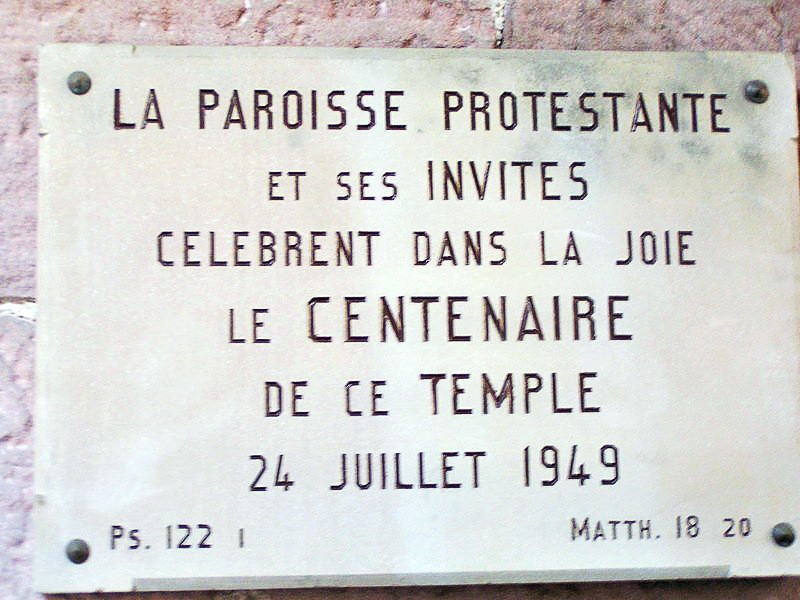 LA PAROISSE PROTESTANTE
ET SES INVITES
CELEBRENT DANS LA JOIE
LE CENTENAIRE
DE CE TEMPLE
24 JUILLET 1949
PS. 122 1 MATTH. 18 20